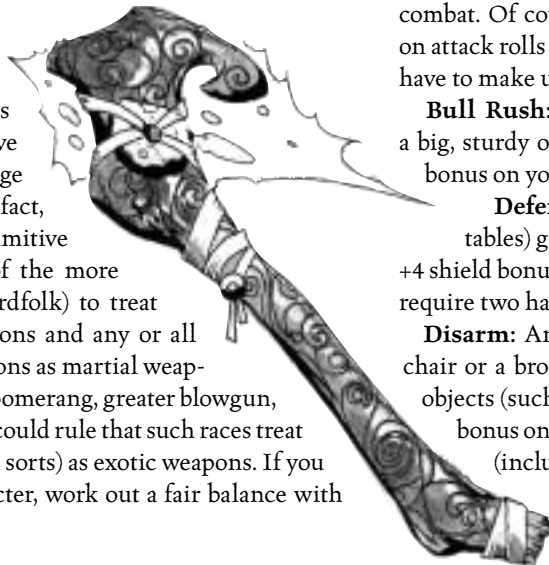 s
ve
ge
fact,
mitive
of the more
rdfolk) to treat
ons and any or all
ons as martial weap-
oomerang, greater blowgun,
could rule that such races treat
sorts) as exotic weapons. If you
cter, work out a fair balance with
combat. Of cou
on attack rolls
have to make u
Bull Rush:
a big, sturdy o
bonus on yo
Defen
tables) g
+4 shield bonu
require two ha
Disarm: An
chair or a bro
objects (such
bonus on
(inclu